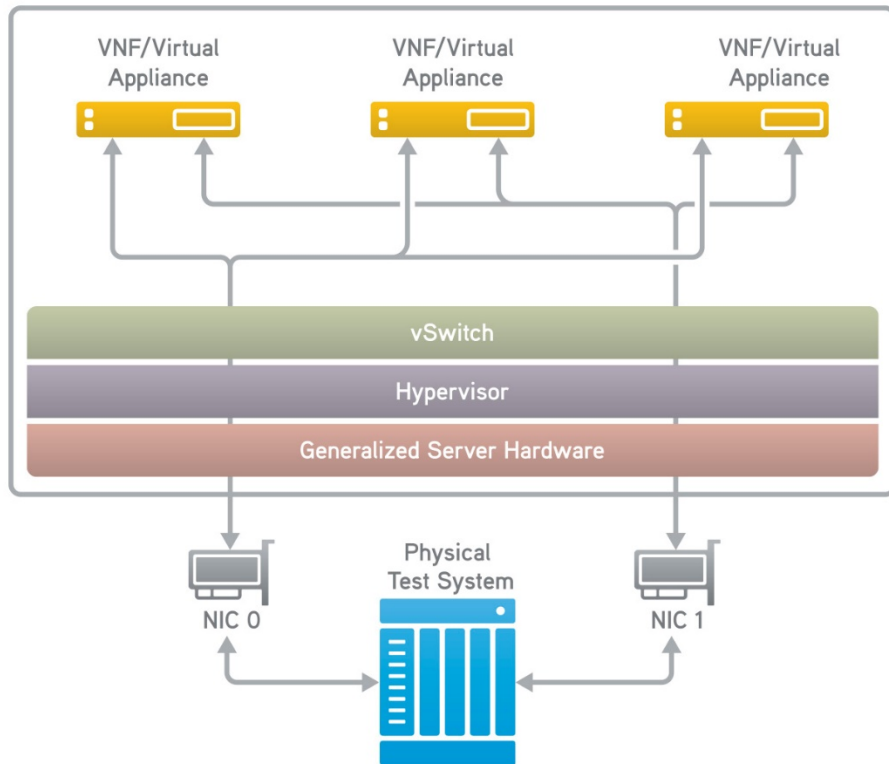 VNF/Virtual
Appliance
VNF/Virtual
Appliance
VNF/Virtual
Appliance
vSwitch
Hypervisor
Generalized Server Hardware
Physical
Test System
NIC 0
NIC 1